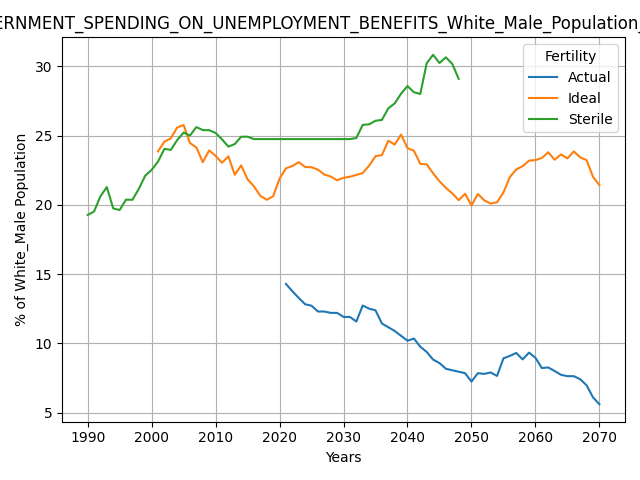 ERNMENT_SPENDING_ON_UNEMPLOYMENT_BENEFITS_White_Male_Population_
Fertility
Actual
Ideal
Sterile
% of White_Male Population
30
25
20
15
10
5
1990 2000 2010 2020 2030 2040 2050 2060 2070
Years